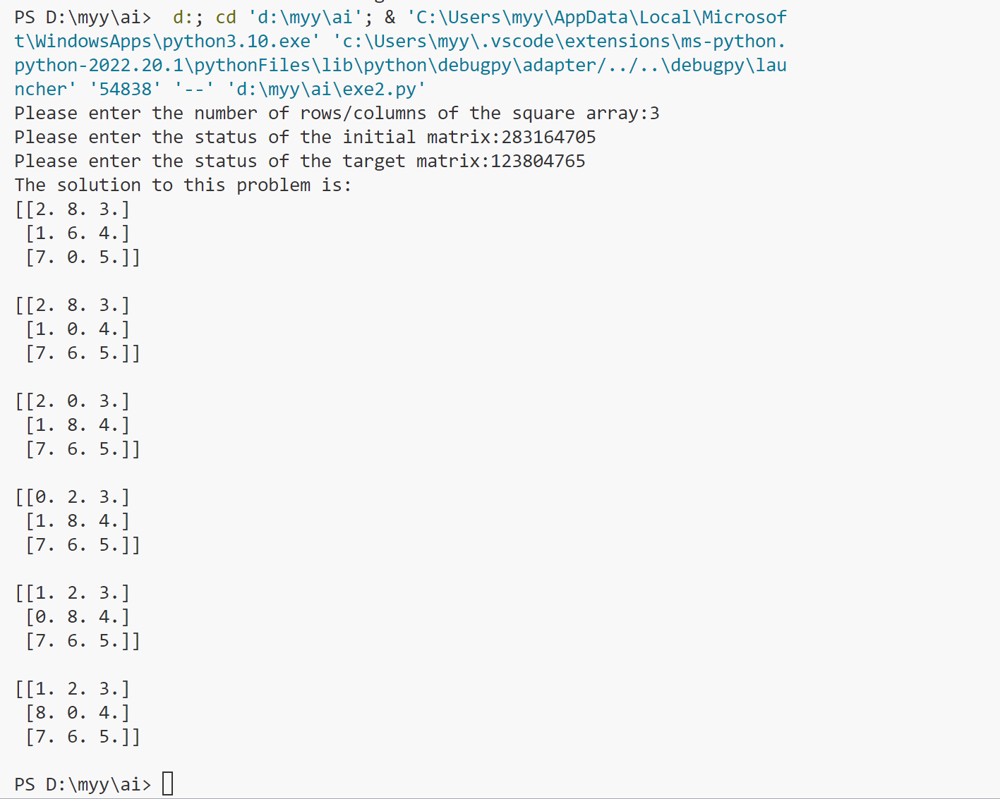 PS D:\myy\ai>  d:; cd 'd:\myy\ai'; & 'C:\Users\myy\AppData\Local\Microsof
t\WindowsApps\python3.10.exe' 'c:\Users\myy\.vscode\extensions\ms-python.
python-2022.20.1\pythonFiles\lib\python\debugpy\adapter/../..\debugpy\lau
ncher' '54838' '--' 'd:\myy\ai\exe2.py'
Please enter the number of rows/columns of the square array:3
Please enter the status of the initial matrix:283164705
Please enter the status of the target matrix:123804765
The solution to this problem is:
[[2. 8. 3.]
 [1. 6. 4.]
 [7. 0. 5.]]
[[2. 8. 3.]
 [1. 0. 4.]
 [7. 6. 5.]]
[[2. 0. 3.]
 [1. 8. 4.]
 [7. 6. 5.]]
[[0. 2. 3.]
 [1. 8. 4.]
 [7. 6. 5.]]
[[1. 2. 3.]
 [0. 8. 4.]
 [7. 6. 5.]]
[[1. 2. 3.]
 [8. 0. 4.]
 [7. 6. 5.]]
PS D:\myy\ai>